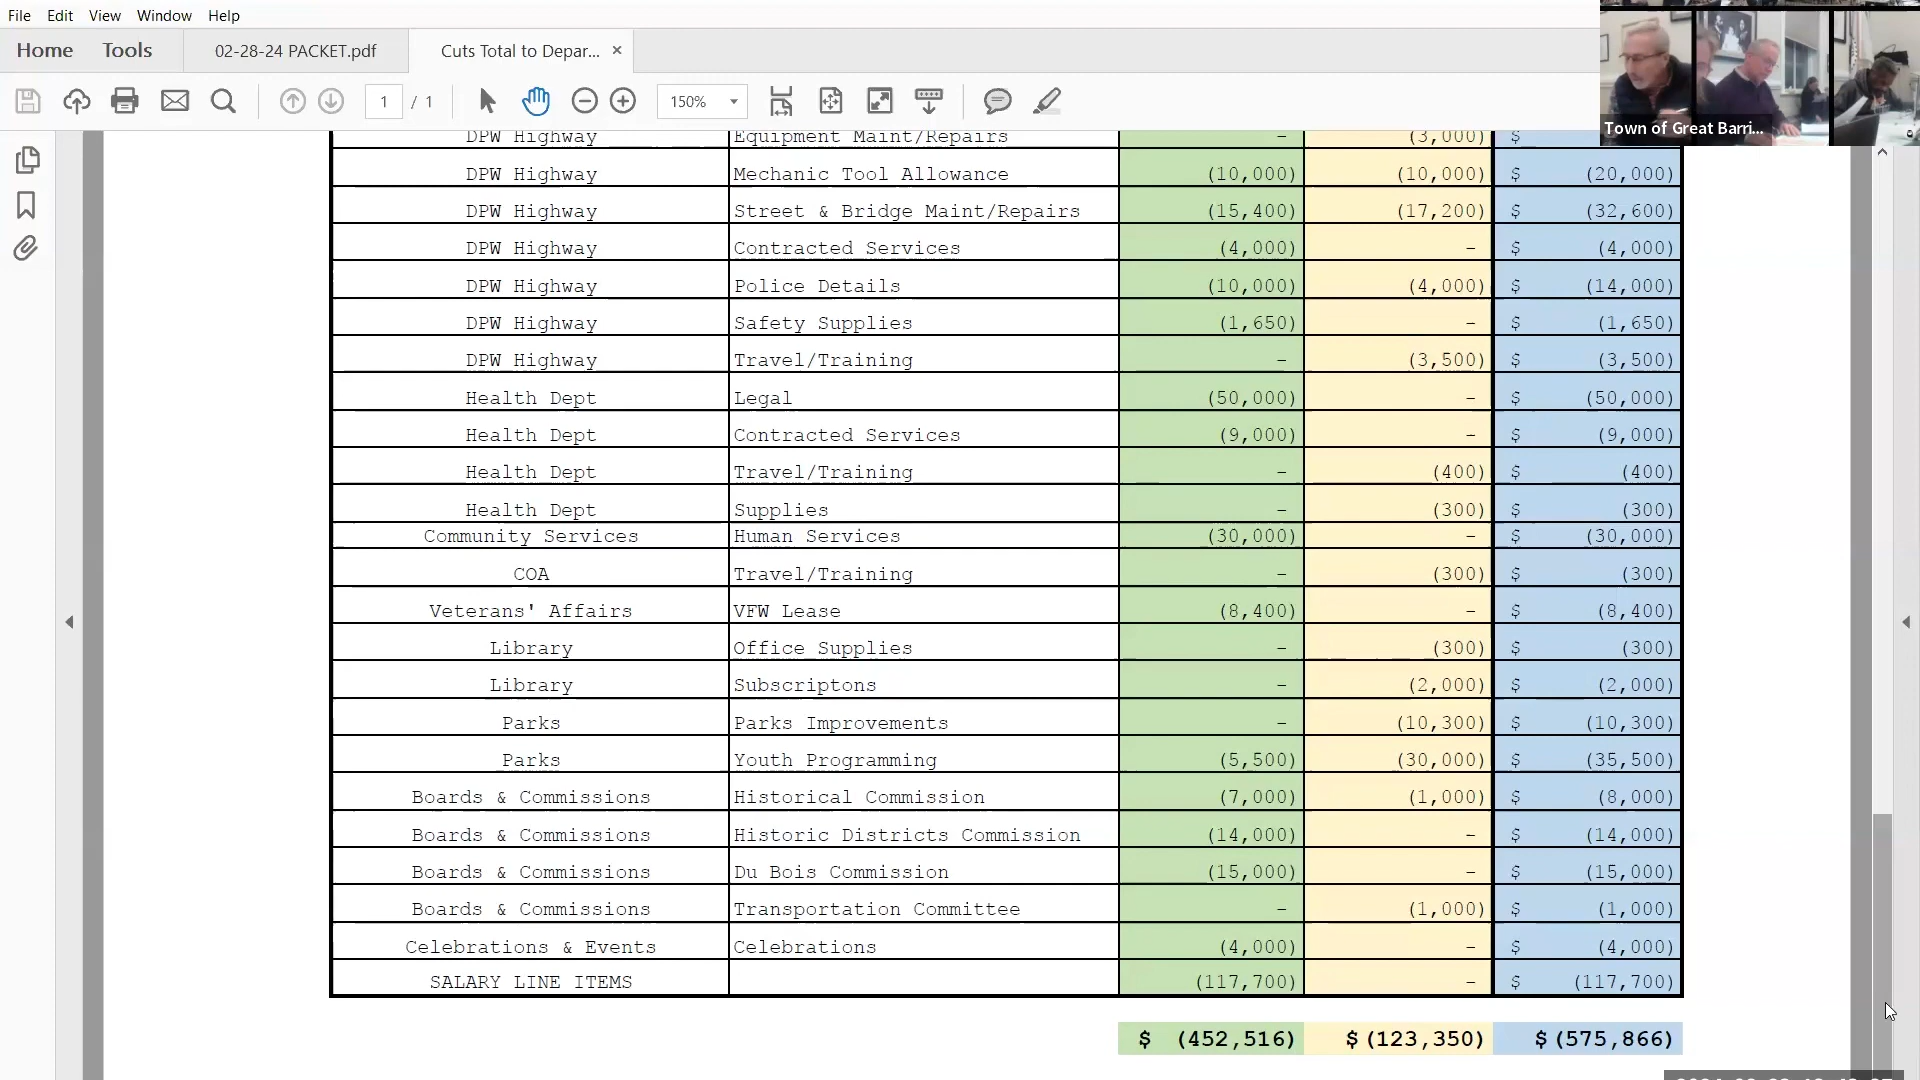 File Edit View Window Help
Home Tools 02-28-24 PACKET.pdf Cuts Total to Depar... ×
1 / 1 150%
Town of Great Barri...
DPW Highway Equipment Maint/Repairs - (3,000) $
DPW Highway Mechanic Tool Allowance (10,000) (10,000) $ (20,000)
DPW Highway Street & Bridge Maint/Repairs (15,400) (17,200) $ (32,600)
DPW Highway Contracted Services (4,000) - $ (4,000)
DPW Highway Police Details (10,000) (4,000) $ (14,000)
DPW Highway Safety Supplies (1,650) - $ (1,650)
DPW Highway Travel/Training - (3,500) $ (3,500)
Health Dept Legal (50,000) - $ (50,000)
Health Dept Contracted Services (9,000) - $ (9,000)
Health Dept Travel/Training - (400) $ (400)
Health Dept Supplies - (300) $ (300)
Community Services Human Services (30,000) - $ (30,000)
COA Travel/Training - (300) $ (300)
Veterans' Affairs VFW Lease (8,400) - $ (8,400)
Library Office Supplies - (300) $ (300)
Library Subscriptons - (2,000) $ (2,000)
Parks Parks Improvements - (10,300) $ (10,300)
Parks Youth Programming (5,500) (30,000) $ (35,500)
Boards & Commissions Historical Commission (7,000) (1,000) $ (8,000)
Boards & Commissions Historic Districts Commission (14,000) - $ (14,000)
Boards & Commissions Du Bois Commission (15,000) - $ (15,000)
Boards & Commissions Transportation Committee - (1,000) $ (1,000)
Celebrations & Events Celebrations (4,000) - $ (4,000)
SALARY LINE ITEMS (117,700) - $ (117,700)
$ (452,516) $ (123,350) $ (575,866)